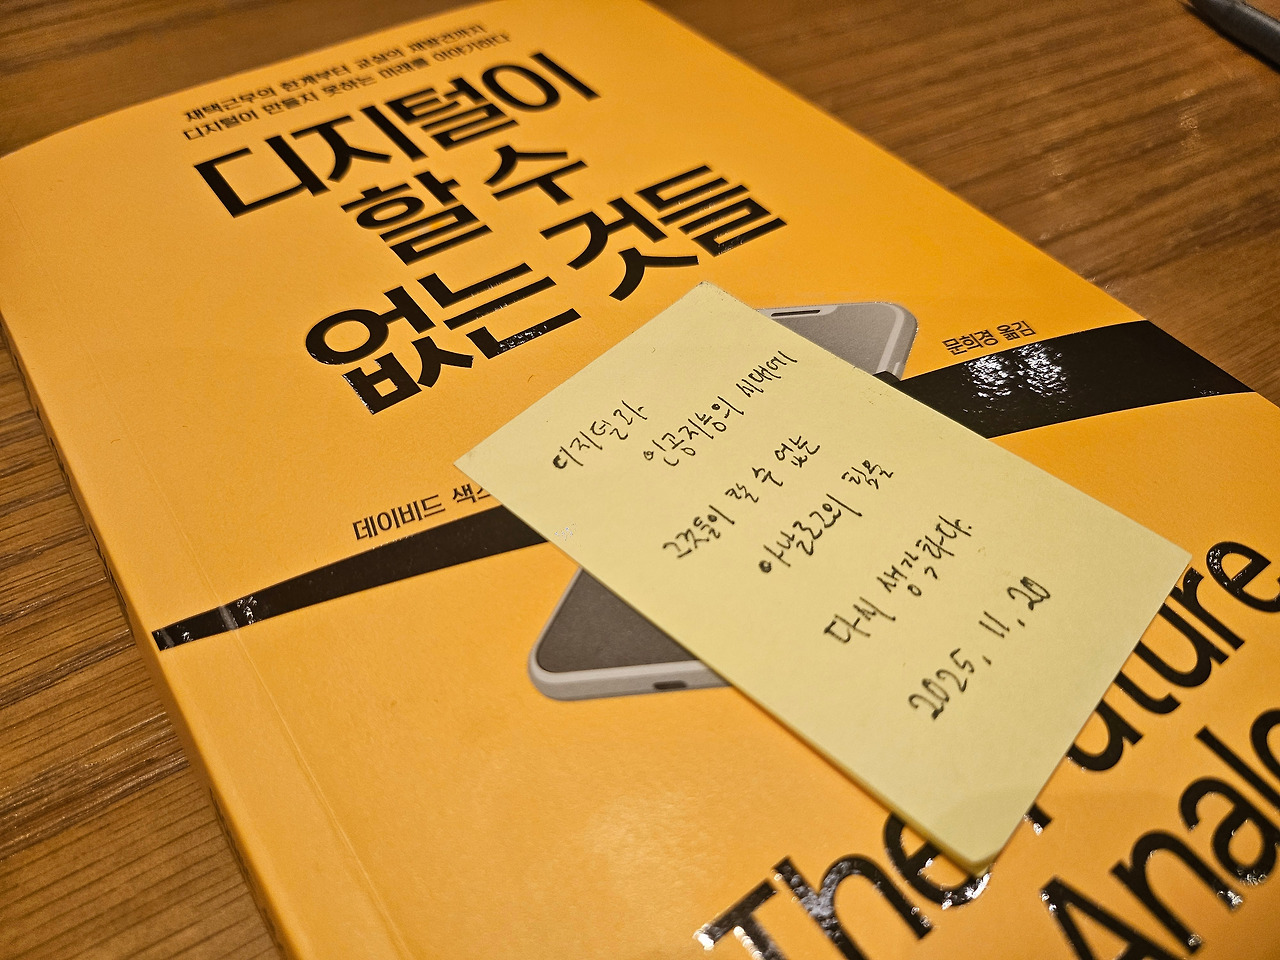 재택근무의 한계부터 교실의 재발견까지
디지털이 만들지 못하는 미래를 이야기하다
디지털이
할 수
없는 것들
데이비드 색스
문희경 옮김
디지털과
인공지능의 시대에
그것들이 할 수 없는
아날로그의 힘을
다시 생각하다.
2025. 11. 20
The Future
Analo